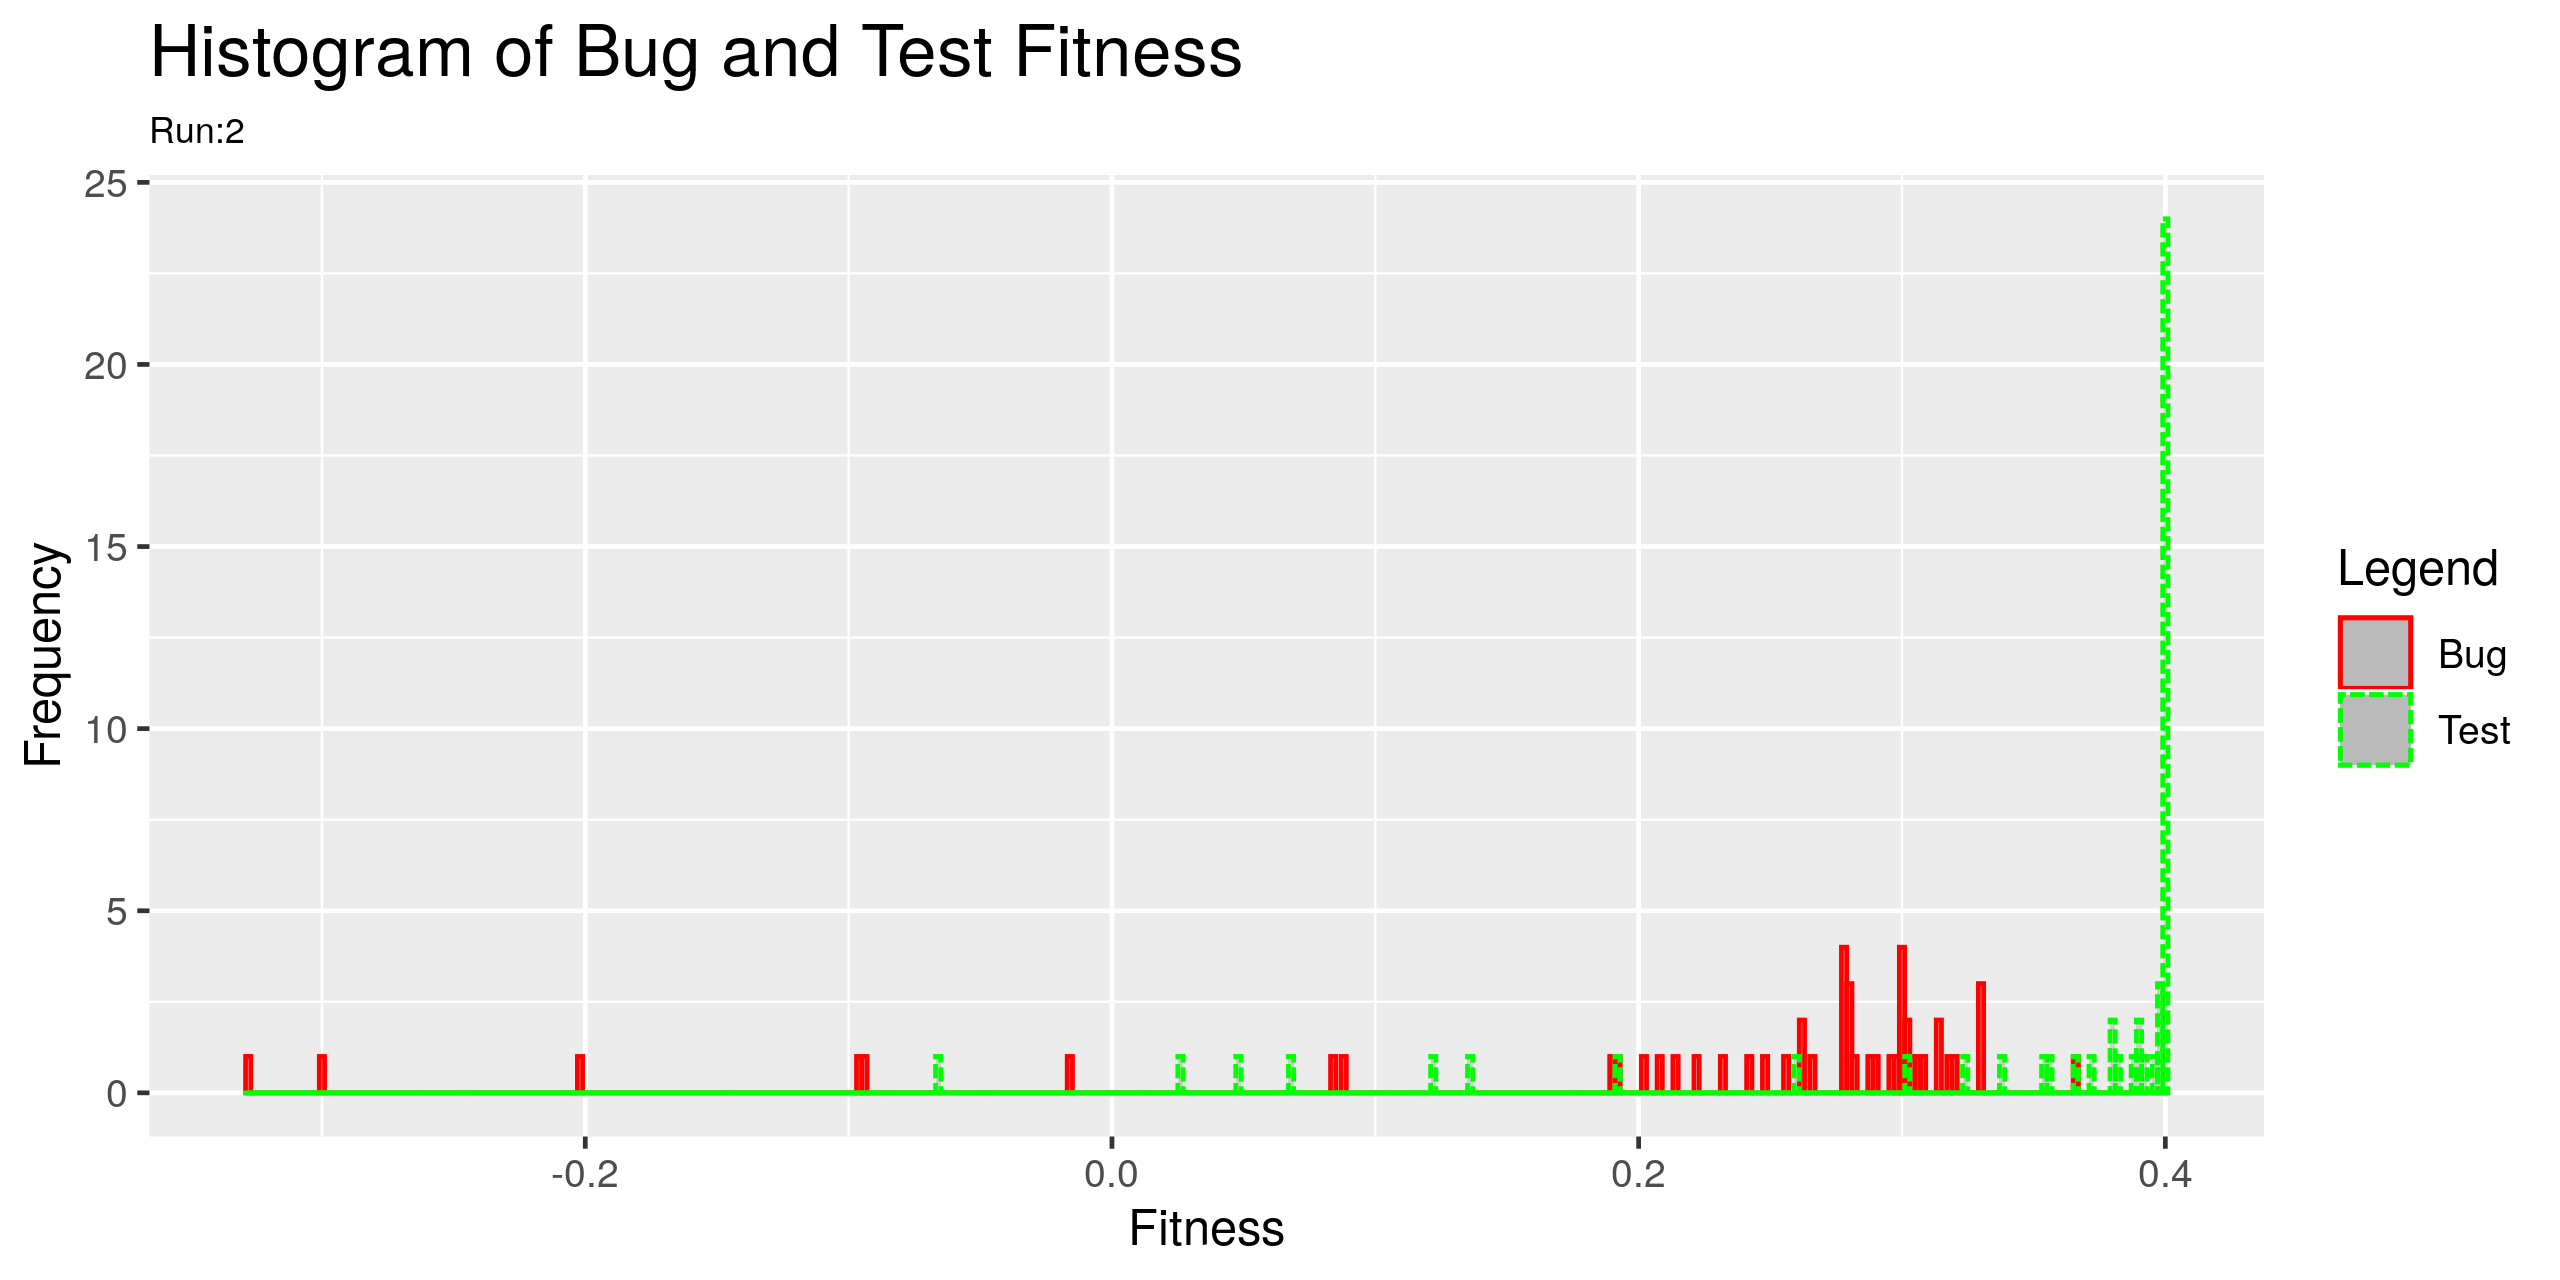 Histogram of Bug and Test Fitness
Run:2
25
20
15
10
5
0
Frequency
-0.2
0.0
0.2
0.4
Fitness
Legend
Bug
Test